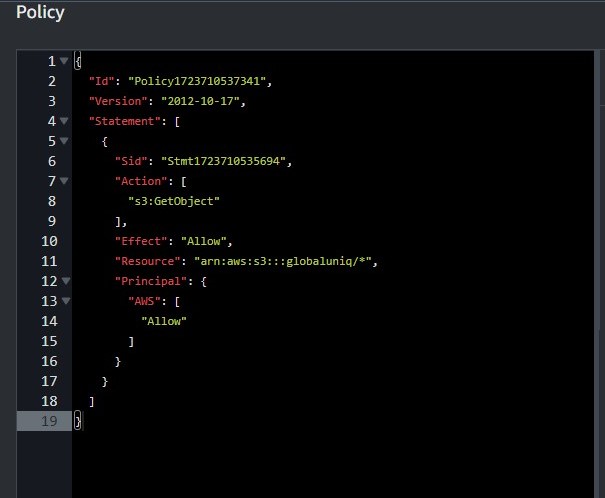 Policy
1 {
2 "Id": "Policy1723710537341",
3 "Version": "2012-10-17",
4 "Statement": [
5 {
6 "Sid": "Stmt1723710535694",
7 "Action": [
8 "s3:GetObject"
9 ],
10 "Effect": "Allow",
11 "Resource": "arn:aws:s3:::globaluniq/*",
12 "Principal": {
13 "AWS": [
14 "Allow"
15 ]
16 }
17 }
18 ]
19 }